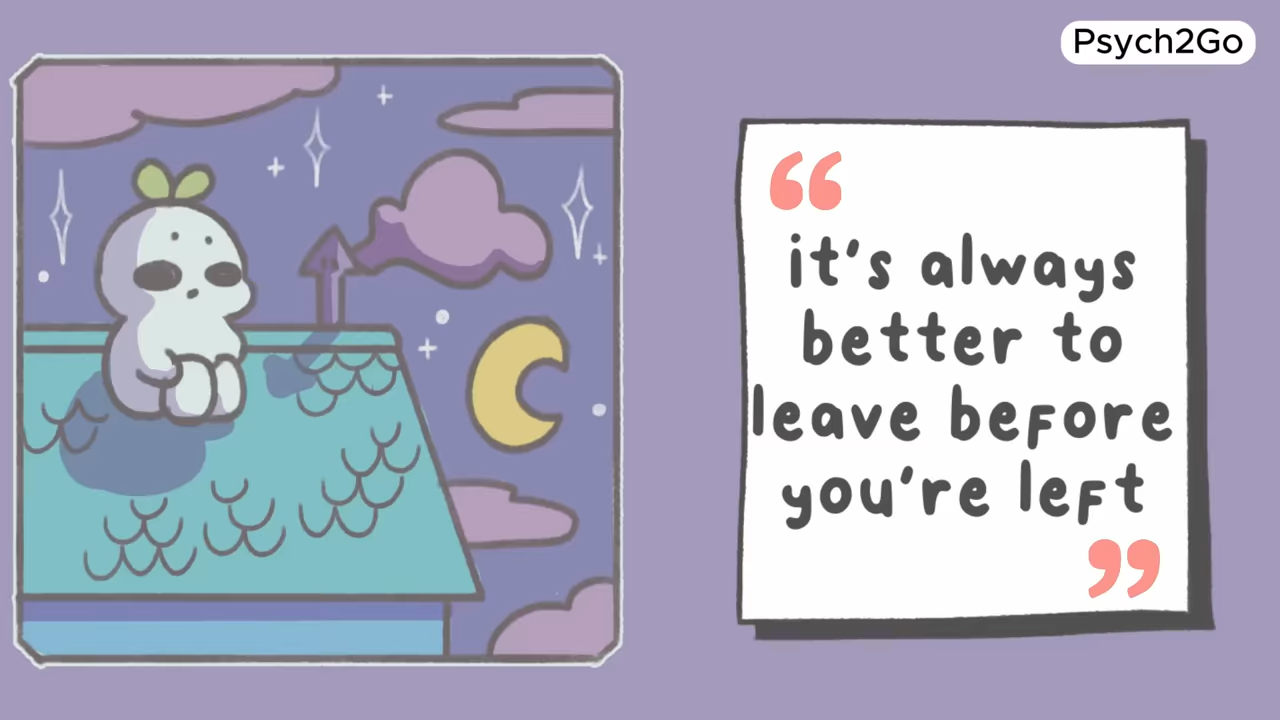 Psych2Go
“
it's always
better to
leave before
you're left
”